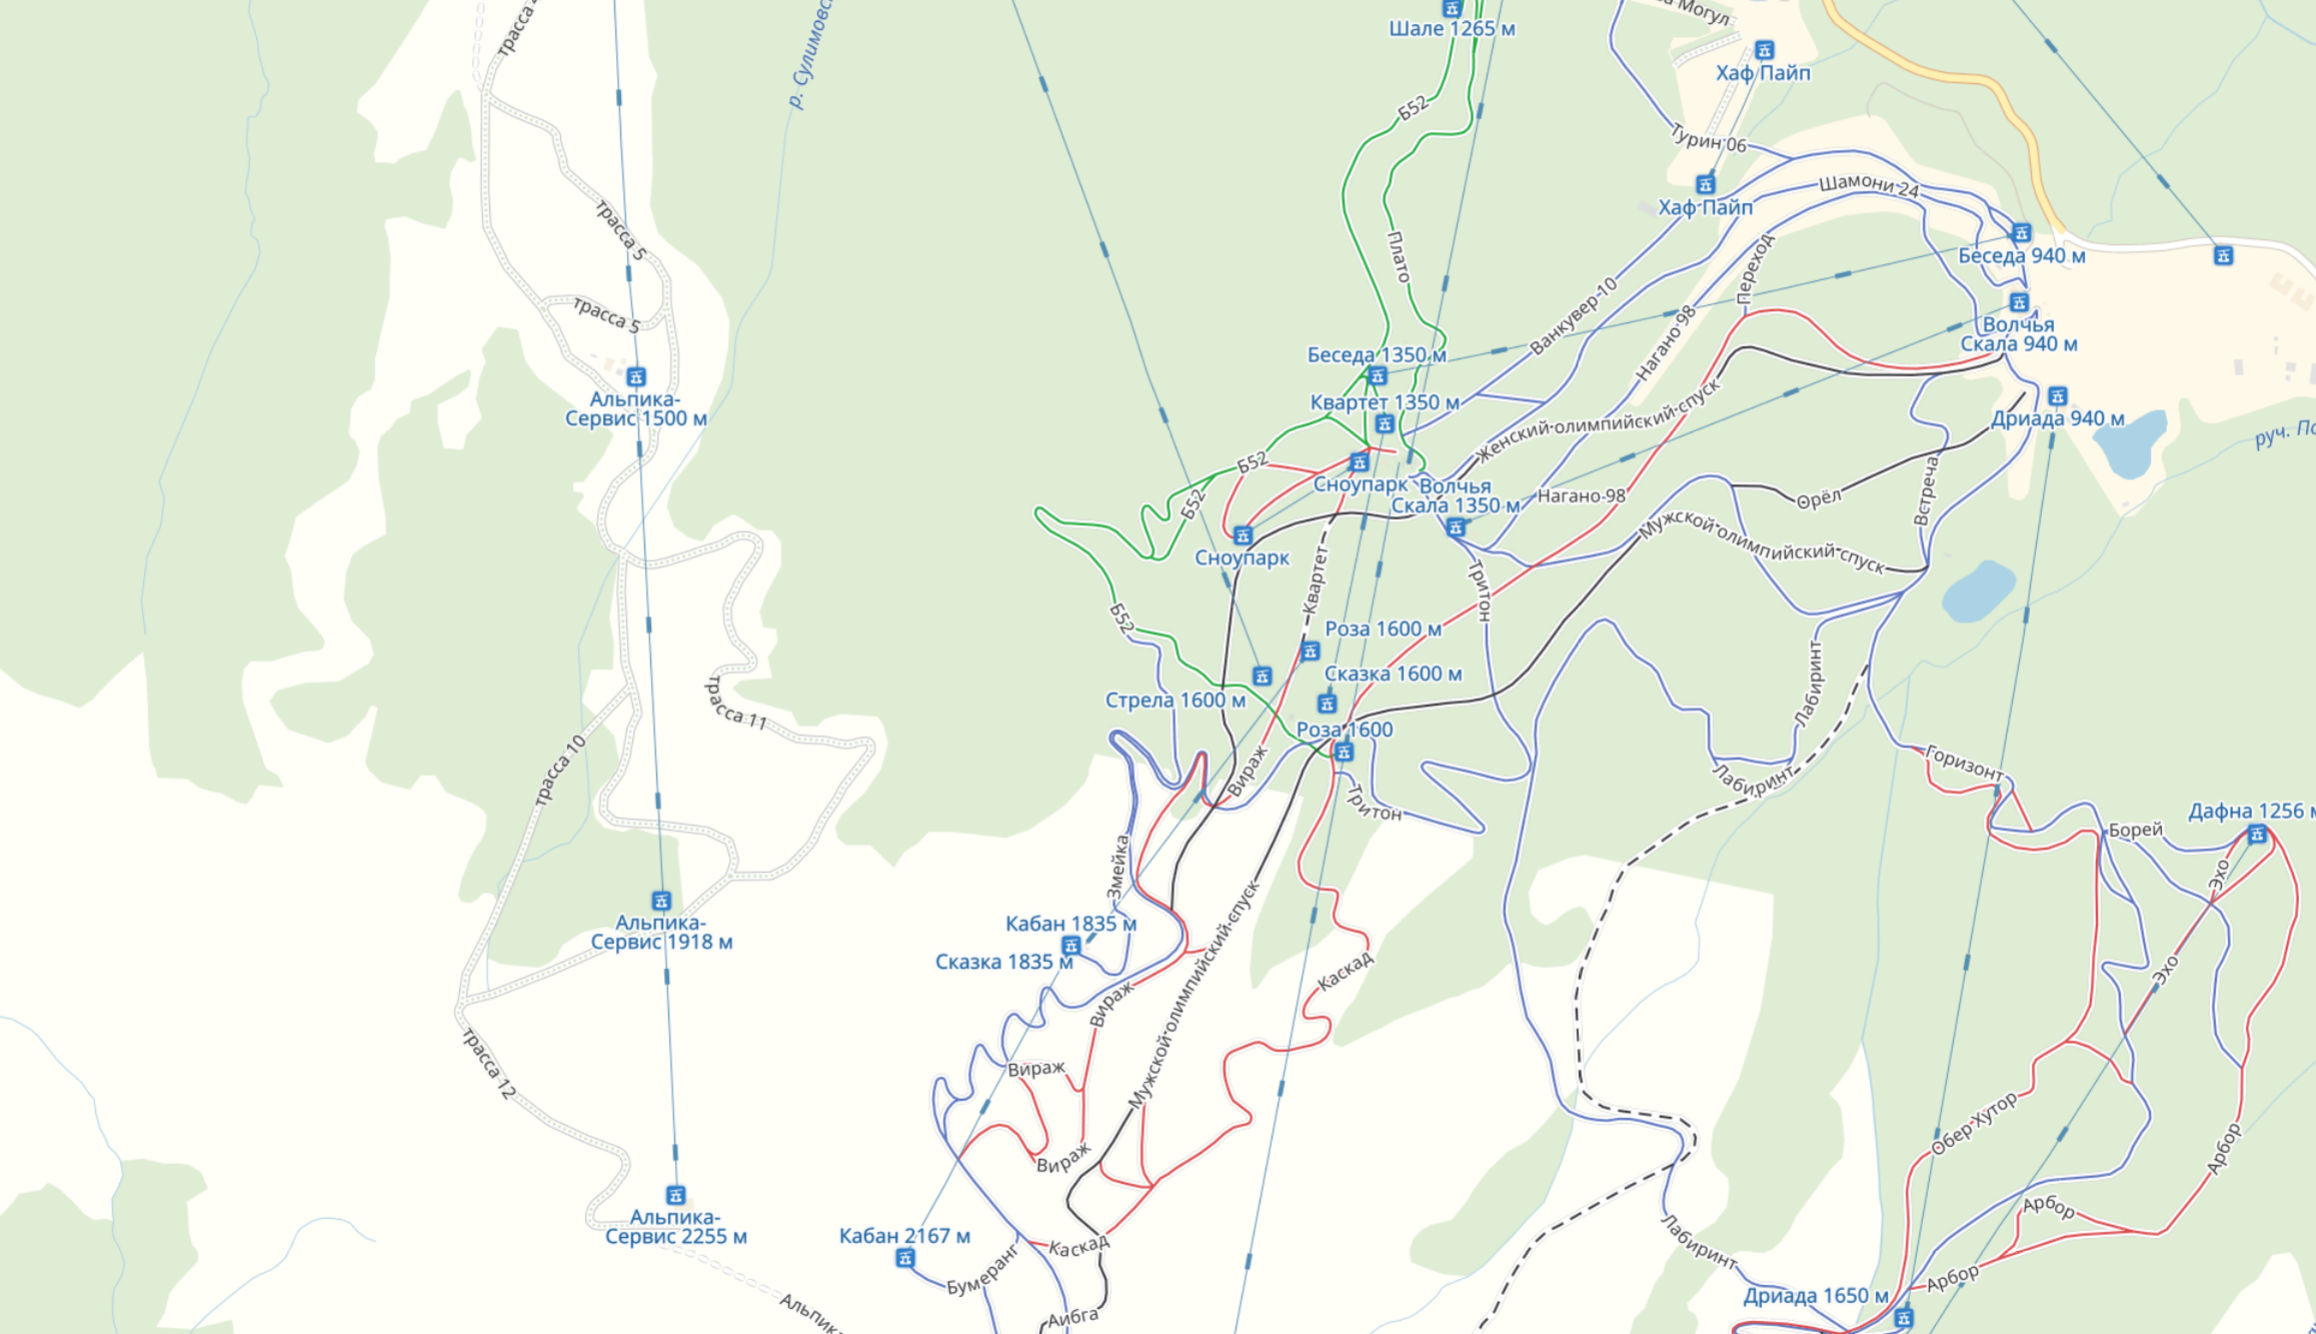 трасса
р. Сулимовс
Шале 1265 м
Могул
Хаф Пайп
Б52
Турин 06
Хаф Пайп
Шамони 24
трасса 5
Плато
Переход
Беседа 940 м
трасса 5
Ванкувер 10
Нагано 98
Волчья
Скала 940 м
Беседа 1350 м
Альпика-
Сервис 1500 м
Квартет 1350 м
Женский олимпийский спуск
Дриада 940 м
руч. По
Б52
Б52
Сноупарк
Волчья
Скала 1350 м
Нагано 98
Орёл
Встреча
Мужской олимпийский спуск
Сноупарк
Квартет
Тритон
Б52
Роза 1600 м
Сказка 1600 м
Стрела 1600 м
трасса 11
Роза 1600
Лабиринт
трасса 10
Вираж
Лабиринт
Горизонт
Тритон
Дафна 1256 м
Борей
Змейка
Эхо
Альпика-
Сервис 1918 м
Кабан 1835 м
Сказка 1835 м
Мужской олимпийский спуск
Каскад
Эхо
Вираж
трасса 12
Вираж
Обер Хутор
Вираж
Арбор
Арбор
Альпика-
Сервис 2255 м
Кабан 2167 м
Каскад
Лабиринт
Бумеранг
Арбор
Дриада 1650 м
Альпик
Аибга